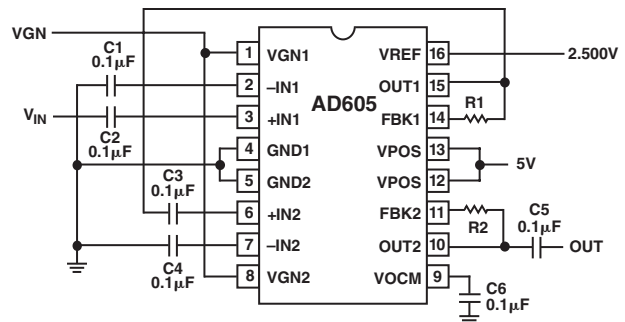 VGN
C1
0.1µF
VIN
C2
0.1µF
C3
0.1µF
C4
0.1µF
AD605
1 VGN1
2 –IN1
3 +IN1
4 GND1
5 GND2
6 +IN2
7 –IN2
8 VGN2
VREF 16
OUT1 15
FBK1 14
VPOS 13
VPOS 12
FBK2 11
OUT2 10
VOCM 9
2.500V
R1
5V
R2
C5
0.1µF
OUT
C6
0.1µF